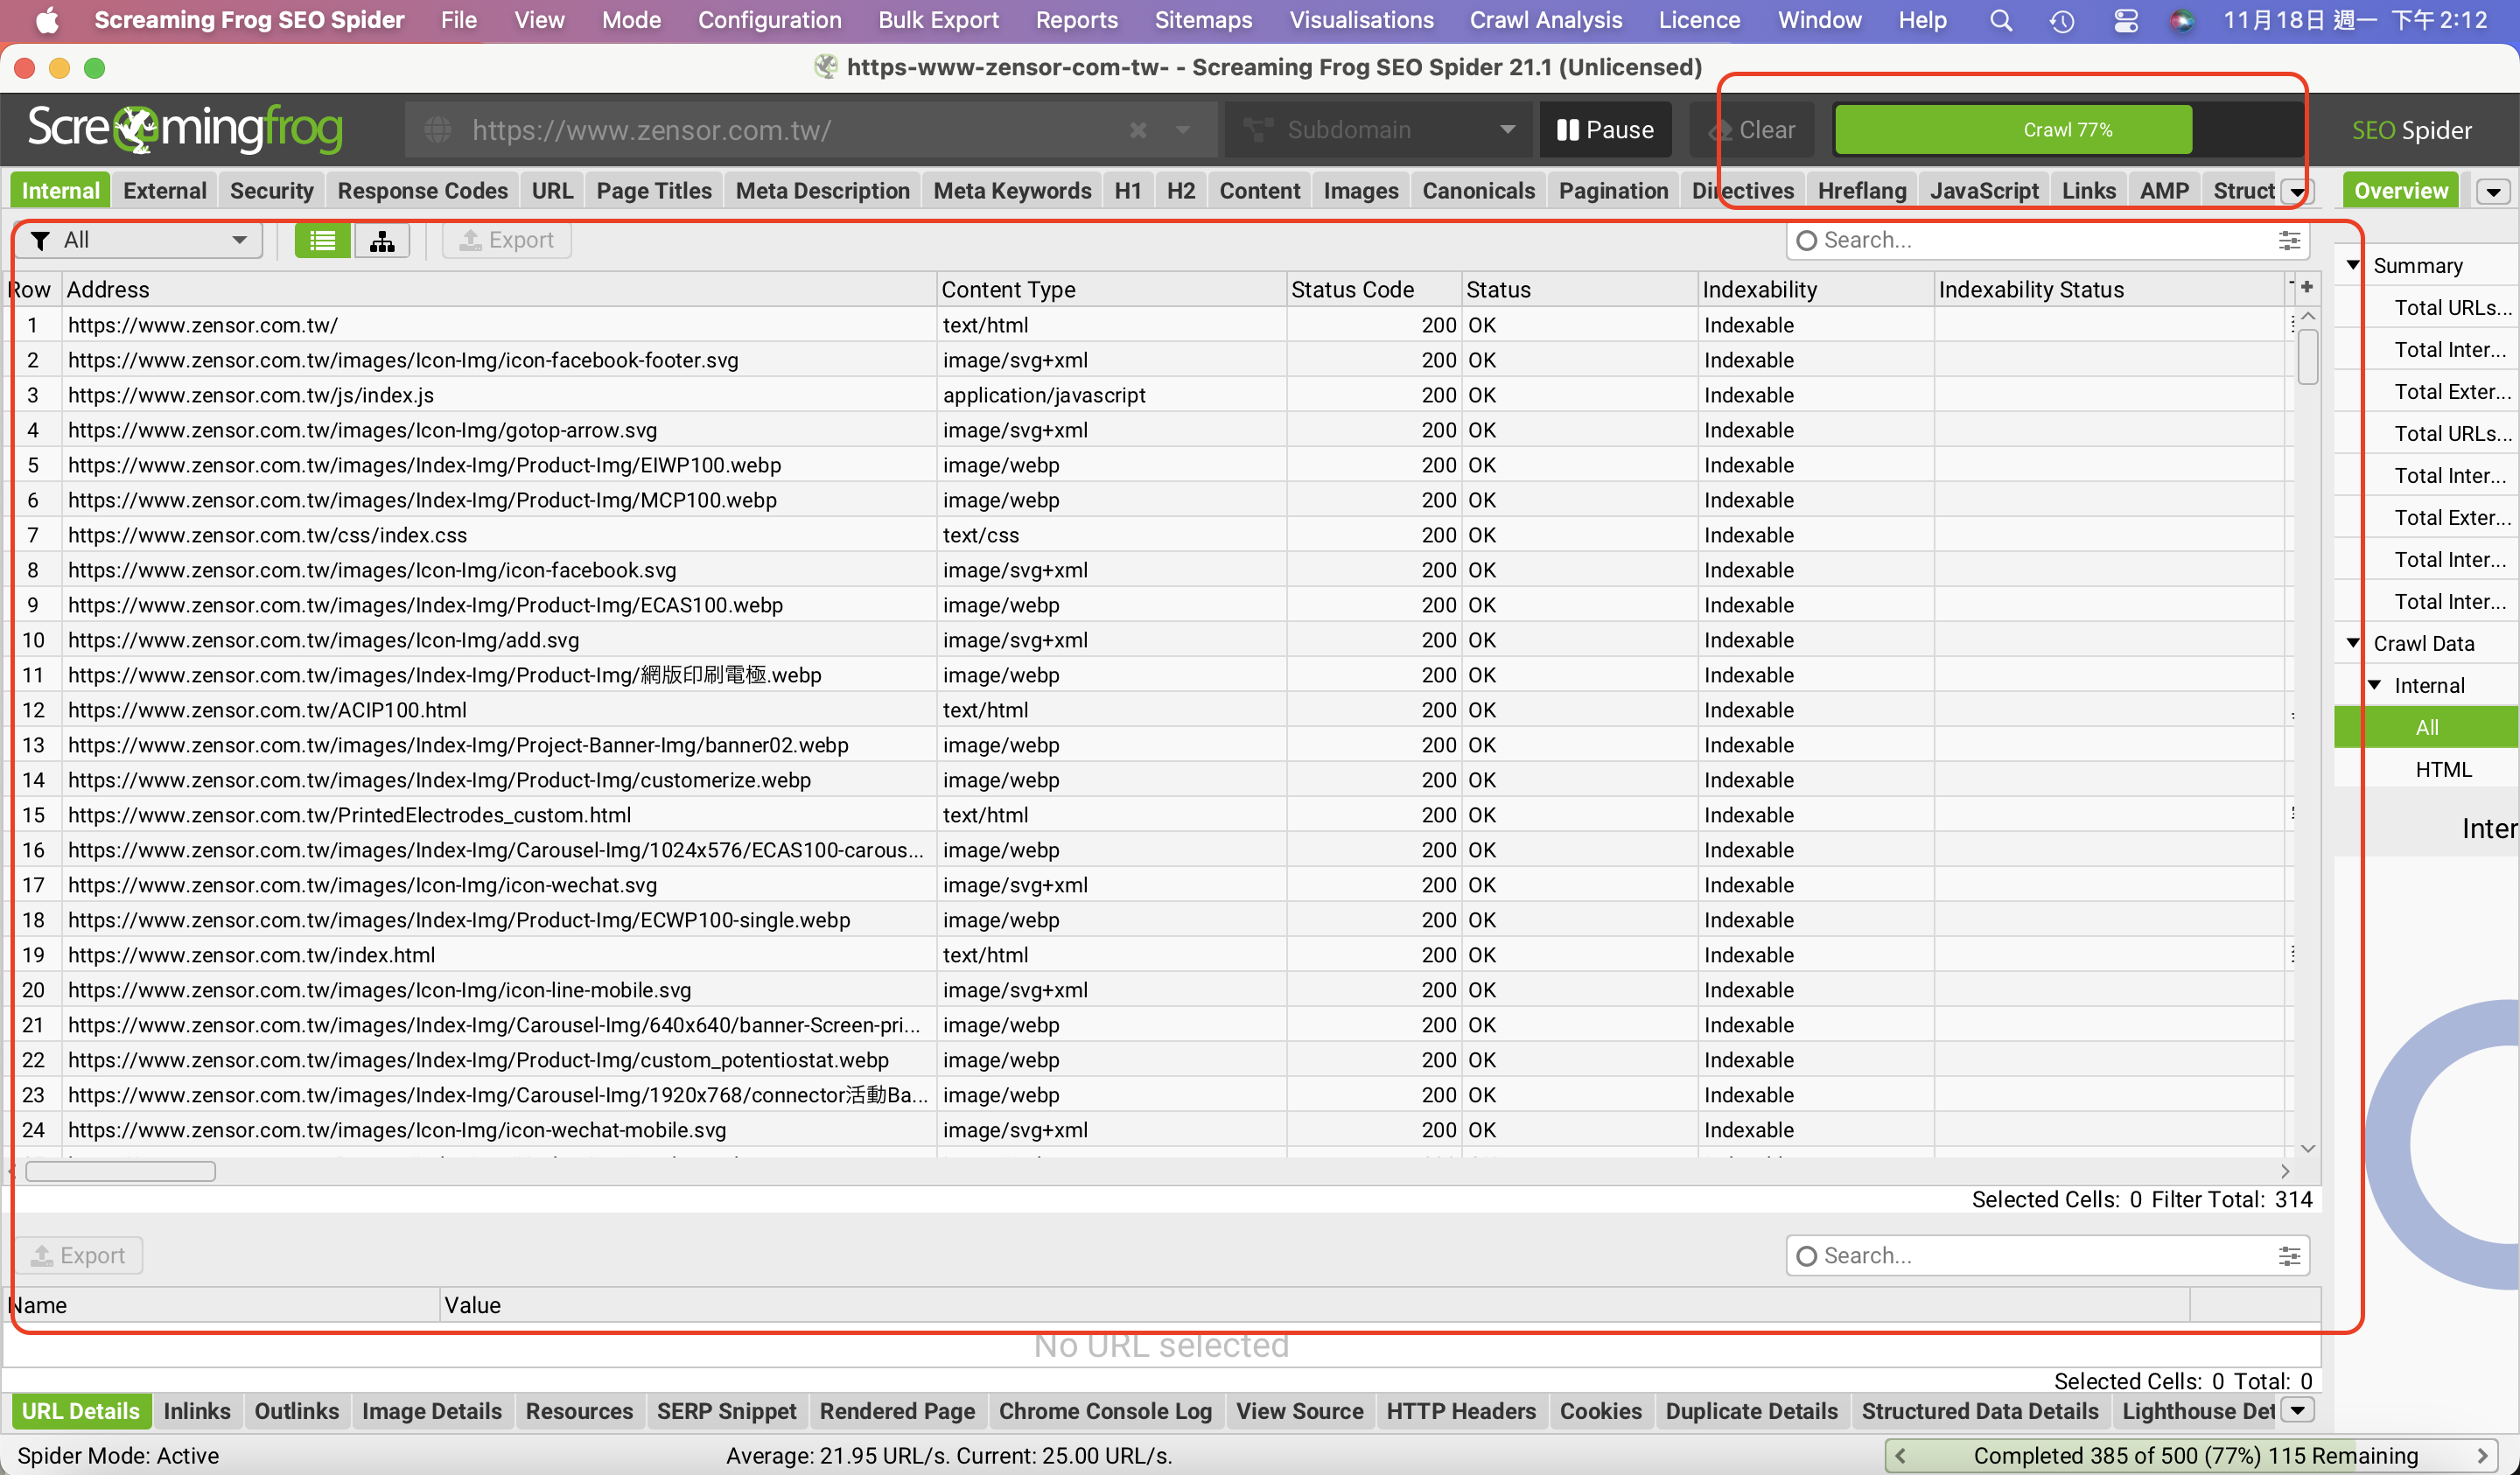 Screaming Frog SEO Spider File View Mode Configuration Bulk Export Reports Sitemaps Visualisations Crawl Analysis Licence Window Help 11月18日 週一 下午 2:12
https-www-zensor-com-tw- - Screaming Frog SEO Spider 21.1 (Unlicensed)
Screamingfrog https://www.zensor.com.tw/ Subdomain Pause Clear Crawl 77% SEO Spider
Internal External Security Response Codes URL Page Titles Meta Description Meta Keywords H1 H2 Content Images Canonicals Pagination Directives Hreflang JavaScript Links AMP Struct Overview
All Export Search...
Row Address Content Type Status Code Status Indexability Indexability Status
1 https://www.zensor.com.tw/ text/html 200 OK Indexable
2 https://www.zensor.com.tw/images/Icon-Img/icon-facebook-footer.svg image/svg+xml 200 OK Indexable
3 https://www.zensor.com.tw/js/index.js application/javascript 200 OK Indexable
4 https://www.zensor.com.tw/images/Icon-Img/gotop-arrow.svg image/svg+xml 200 OK Indexable
5 https://www.zensor.com.tw/images/Index-Img/Product-Img/EIWP100.webp image/webp 200 OK Indexable
6 https://www.zensor.com.tw/images/Index-Img/Product-Img/MCP100.webp image/webp 200 OK Indexable
7 https://www.zensor.com.tw/css/index.css text/css 200 OK Indexable
8 https://www.zensor.com.tw/images/Icon-Img/icon-facebook.svg image/svg+xml 200 OK Indexable
9 https://www.zensor.com.tw/images/Index-Img/Product-Img/ECAS100.webp image/webp 200 OK Indexable
10 https://www.zensor.com.tw/images/Icon-Img/add.svg image/svg+xml 200 OK Indexable
11 https://www.zensor.com.tw/images/Index-Img/Product-Img/網版印刷電極.webp image/webp 200 OK Indexable
12 https://www.zensor.com.tw/ACIP100.html text/html 200 OK Indexable
13 https://www.zensor.com.tw/images/Index-Img/Project-Banner-Img/banner02.webp image/webp 200 OK Indexable
14 https://www.zensor.com.tw/images/Index-Img/Product-Img/customerize.webp image/webp 200 OK Indexable
15 https://www.zensor.com.tw/PrintedElectrodes_custom.html text/html 200 OK Indexable
16 https://www.zensor.com.tw/images/Index-Img/Carousel-Img/1024x576/ECAS100-carous... image/webp 200 OK Indexable
17 https://www.zensor.com.tw/images/Icon-Img/icon-wechat.svg image/svg+xml 200 OK Indexable
18 https://www.zensor.com.tw/images/Index-Img/Product-Img/ECWP100-single.webp image/webp 200 OK Indexable
19 https://www.zensor.com.tw/index.html text/html 200 OK Indexable
20 https://www.zensor.com.tw/images/Icon-Img/icon-line-mobile.svg image/svg+xml 200 OK Indexable
21 https://www.zensor.com.tw/images/Index-Img/Carousel-Img/640x640/banner-Screen-pri... image/webp 200 OK Indexable
22 https://www.zensor.com.tw/images/Index-Img/Product-Img/custom_potentiostat.webp image/webp 200 OK Indexable
23 https://www.zensor.com.tw/images/Index-Img/Carousel-Img/1920x768/connector活動Ba... image/webp 200 OK Indexable
24 https://www.zensor.com.tw/images/Icon-Img/icon-wechat-mobile.svg image/svg+xml 200 OK Indexable
Selected Cells: 0 Filter Total: 314
Export Search...
Name Value
No URL selected
Selected Cells: 0 Total: 0
URL Details Inlinks Outlinks Image Details Resources SERP Snippet Rendered Page Chrome Console Log View Source HTTP Headers Cookies Duplicate Details Structured Data Details Lighthouse Det
Summary
Total URLs...
Total Inter...
Total Exter...
Total URLs...
Total Inter...
Total Exter...
Total Inter...
Total Inter...
Crawl Data
Internal
All
HTML
Inter
Spider Mode: Active Average: 21.95 URL/s. Current: 25.00 URL/s. Completed 385 of 500 (77%) 115 Remaining